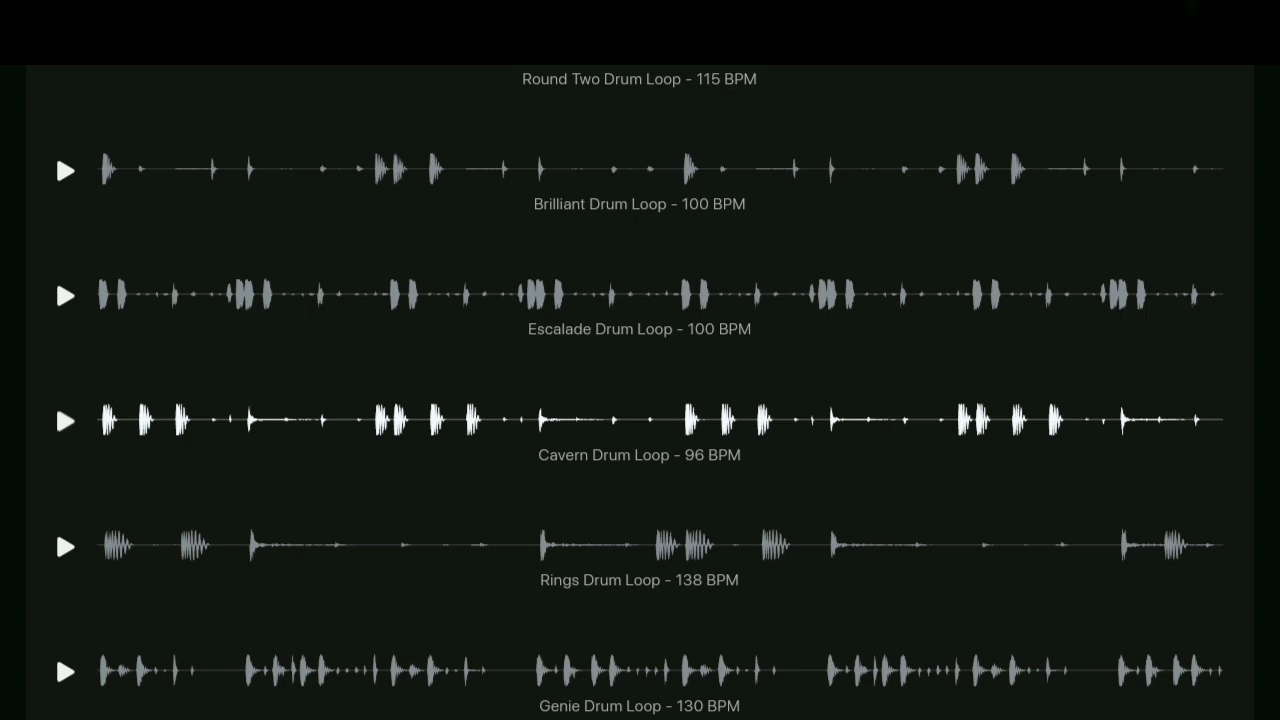 Round Two Drum Loop - 115 BPM
Brilliant Drum Loop - 100 BPM
Escalade Drum Loop - 100 BPM
Cavern Drum Loop - 96 BPM
Rings Drum Loop - 138 BPM
Genie Drum Loop - 130 BPM